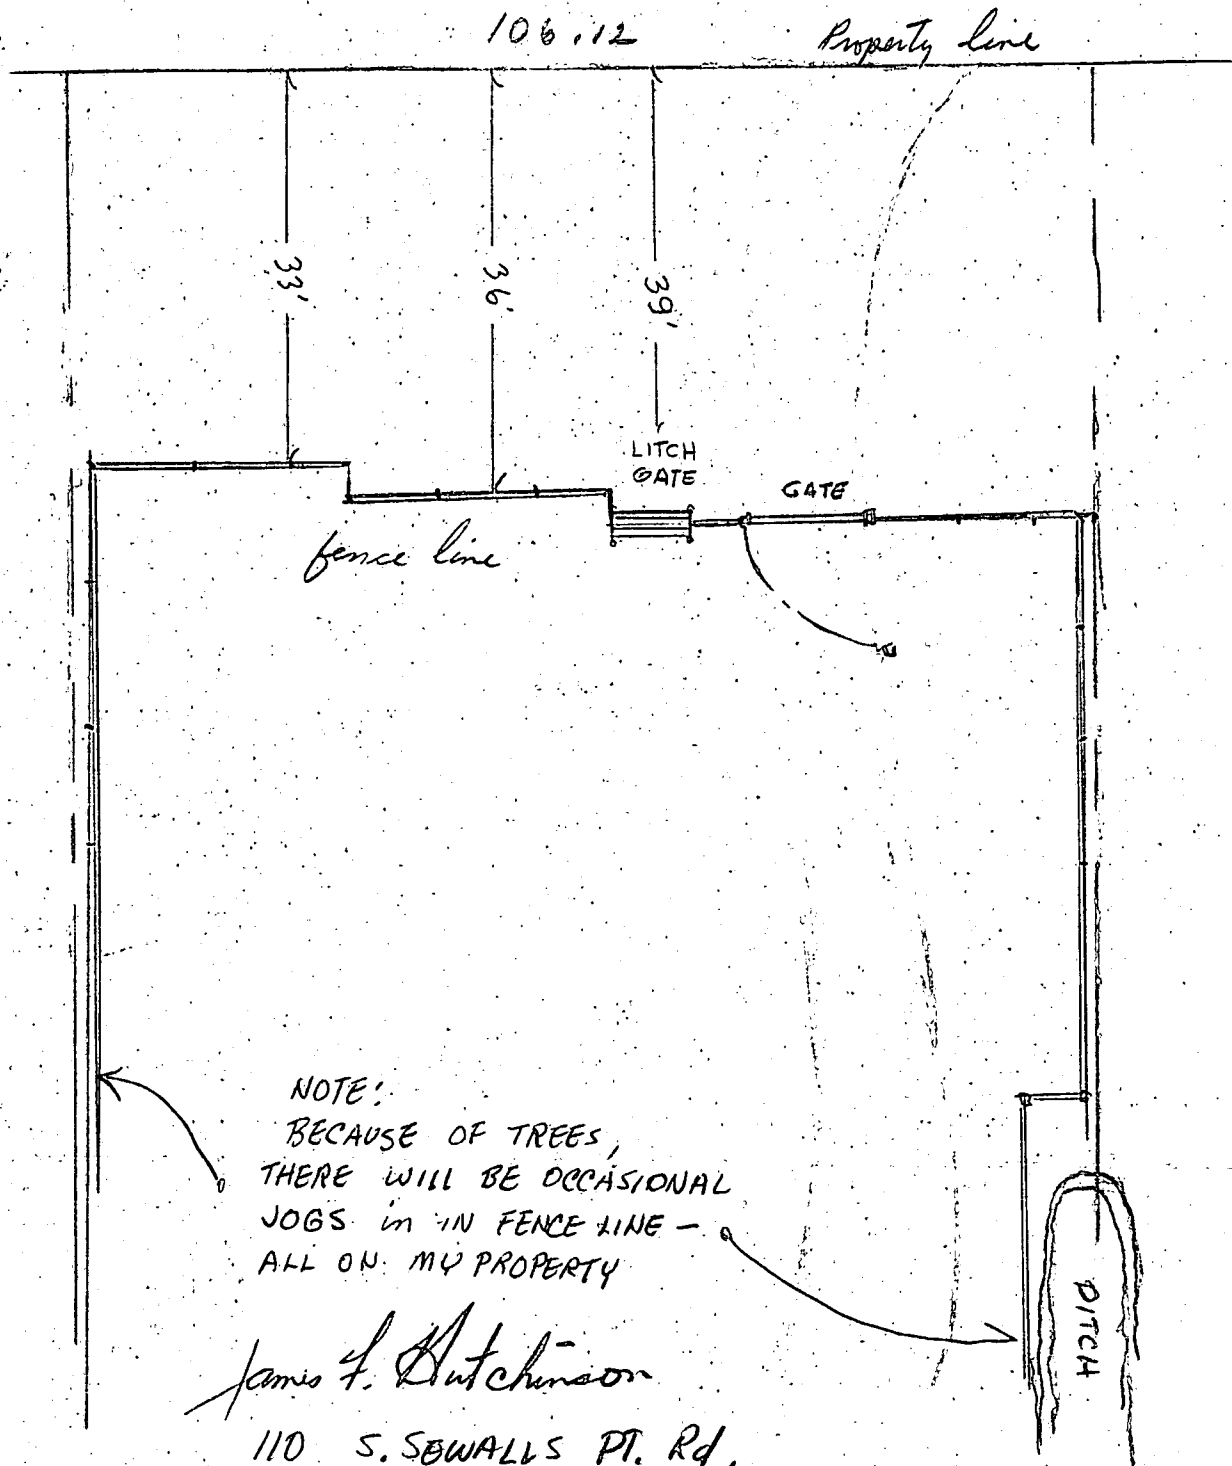 106.12 Property line
33'
36'
39'
LITCH
GATE
GATE
fence line
NOTE:
BECAUSE OF TREES,
THERE WILL BE OCCASIONAL
JOGS in IN FENCE LINE -
ALL ON MY PROPERTY
James F. Hutchinson
110 S. SEWALLS PT. Rd.
DITCH